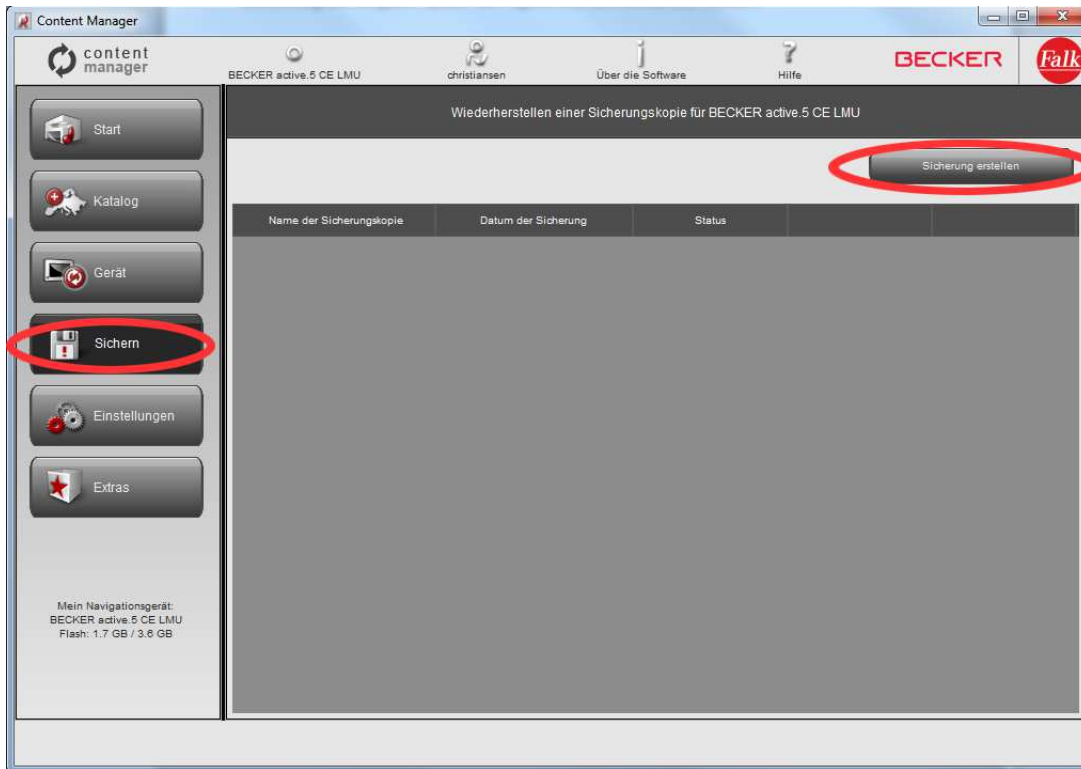 Content Manager
content
manager
BECKER active.5 CE LMU
christiansen
Über die Software
Hilfe
BECKER
Falk
Start
Katalog
Gerät
Sichern
Einstellungen
Extras
Mein Navigationsgerät:
BECKER active.5 CE LMU
Flash: 1.7 GB / 3.6 GB
Wiederherstellen einer Sicherungskopie für BECKER active.5 CE LMU
Sicherung erstellen
Name der Sicherungskopie
Datum der Sicherung
Status